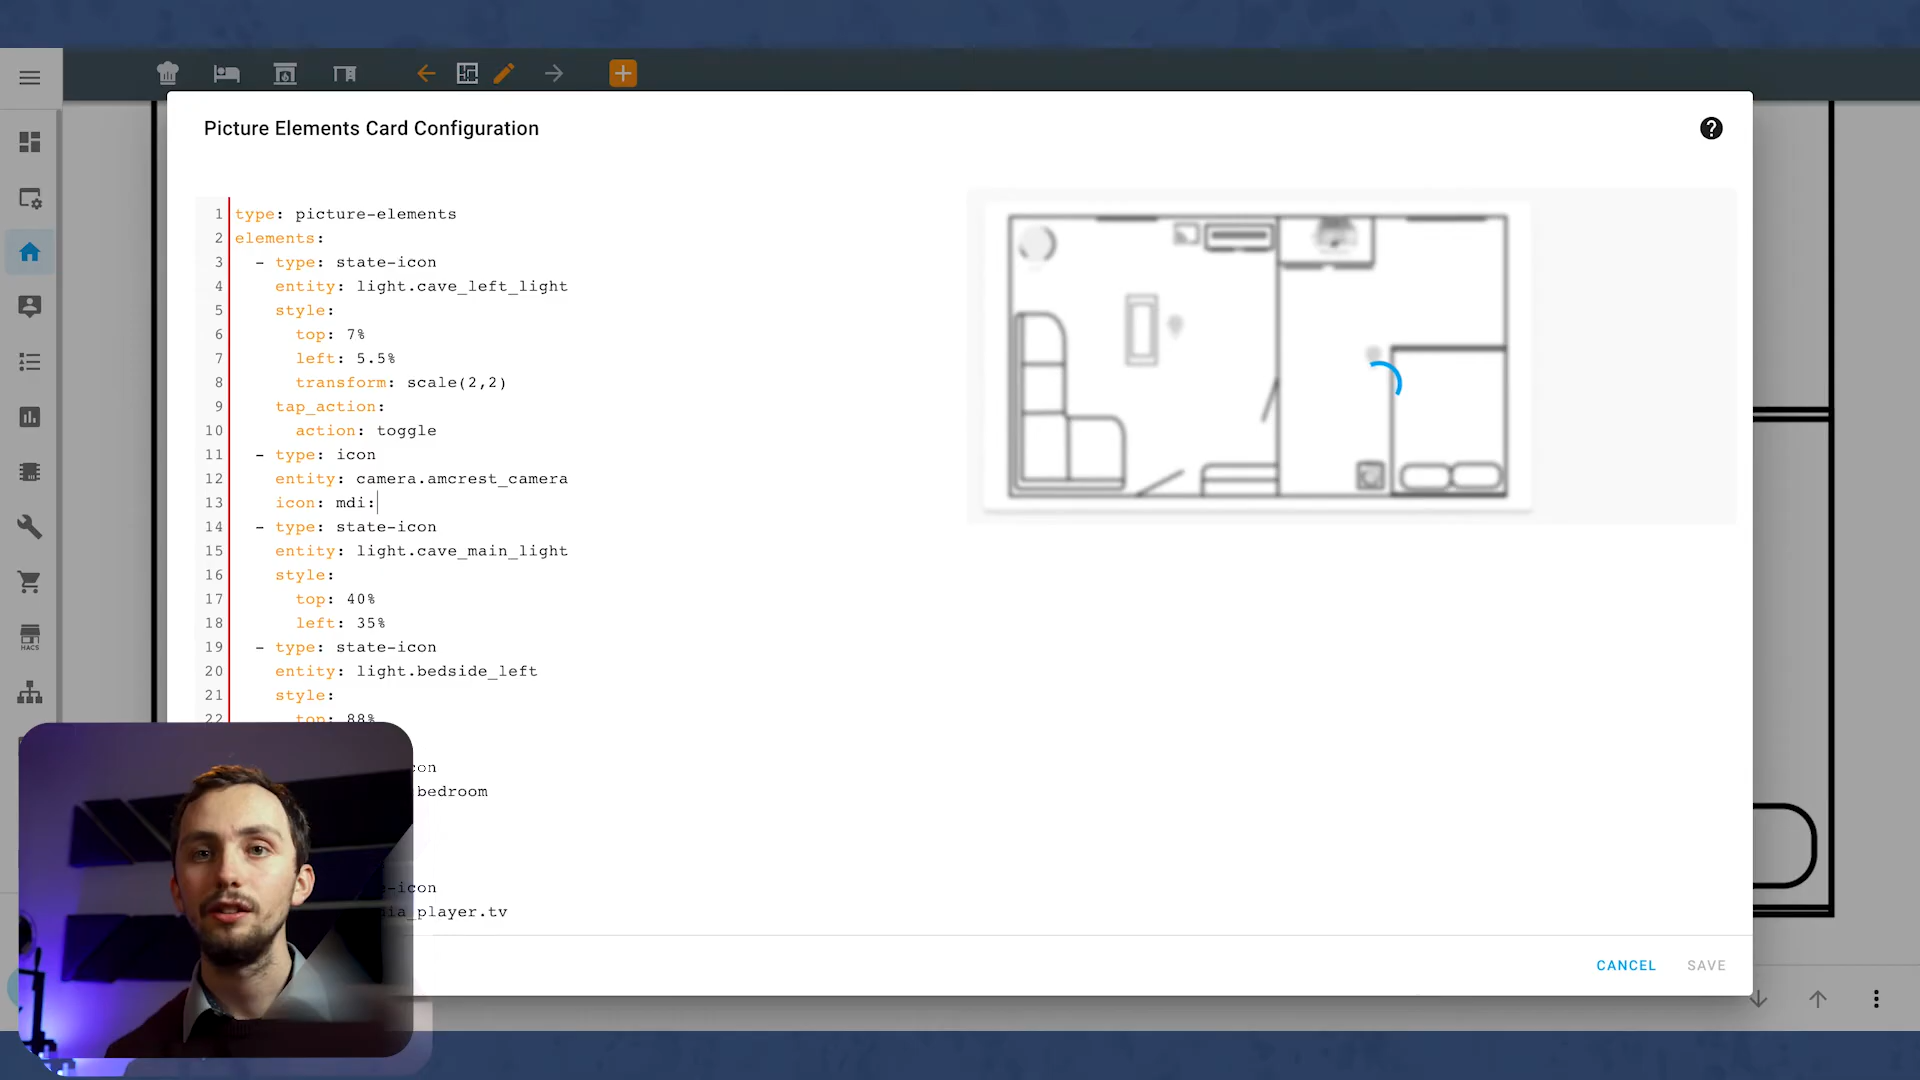 Picture Elements Card Configuration
1 type: picture-elements
2 elements:
3 - type: state-icon
4 entity: light.cave_left_light
5 style:
6 top: 7%
7 left: 5.5%
8 transform: scale(2,2)
9 tap_action:
10 action: toggle
11 - type: icon
12 entity: camera.amcrest_camera
13 icon: mdi:
14 - type: state-icon
15 entity: light.cave_main_light
16 style:
17 top: 40%
18 left: 35%
19 - type: state-icon
20 entity: light.bedside_left
21 style:
22 top: 88%
bedroom
-icon
player.tv
HACS
CANCEL
SAVE